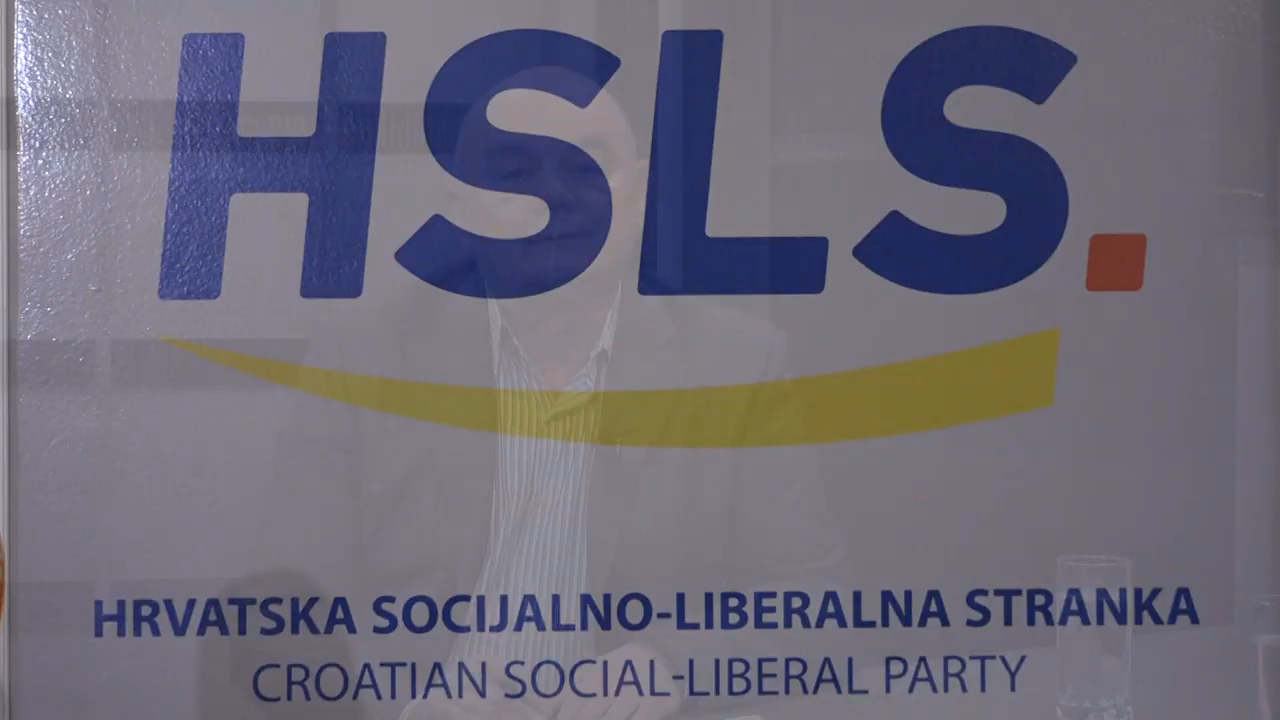 HSLS.
HRVATSKA SOCIJALNO-LIBERALNA STRANKA
CROATIAN SOCIAL-LIBERAL PARTY